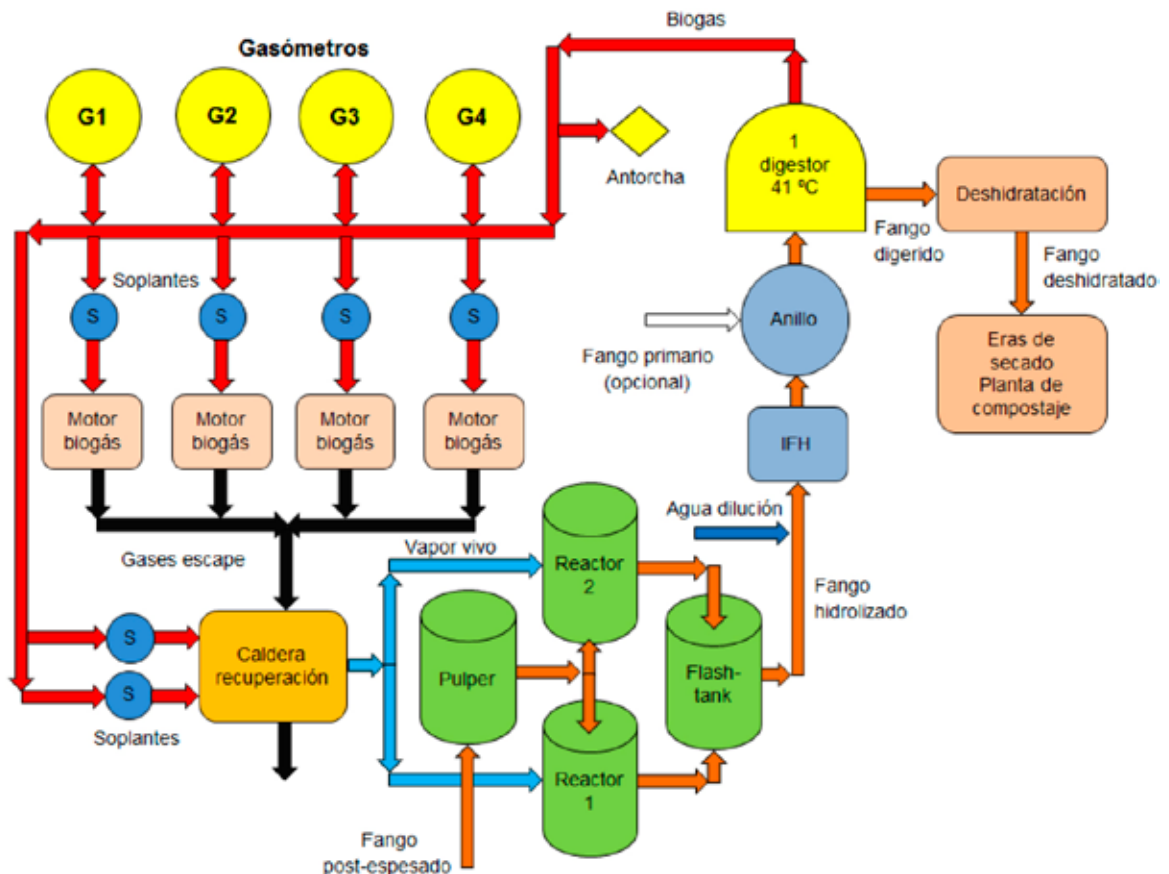 Biogas
Gasómetros
G1
G2
G3
G4
Antorcha
1
digestor
41 ºC
Deshidratación
Fango
digerido
Fango
deshidratado
Soplantes
S
S
S
S
Anillo
Fango primario
(opcional)
Eras de
secado
Planta de
compostaje
Motor
biogás
Motor
biogás
Motor
biogás
Motor
biogás
IFH
Agua dilución
Gases escape
Vapor vivo
Reactor
2
Fango
hidrolizado
S
S
Soplantes
Caldera
recuperación
Pulper
Flash-
tank
Reactor
1
Fango
post-espesado